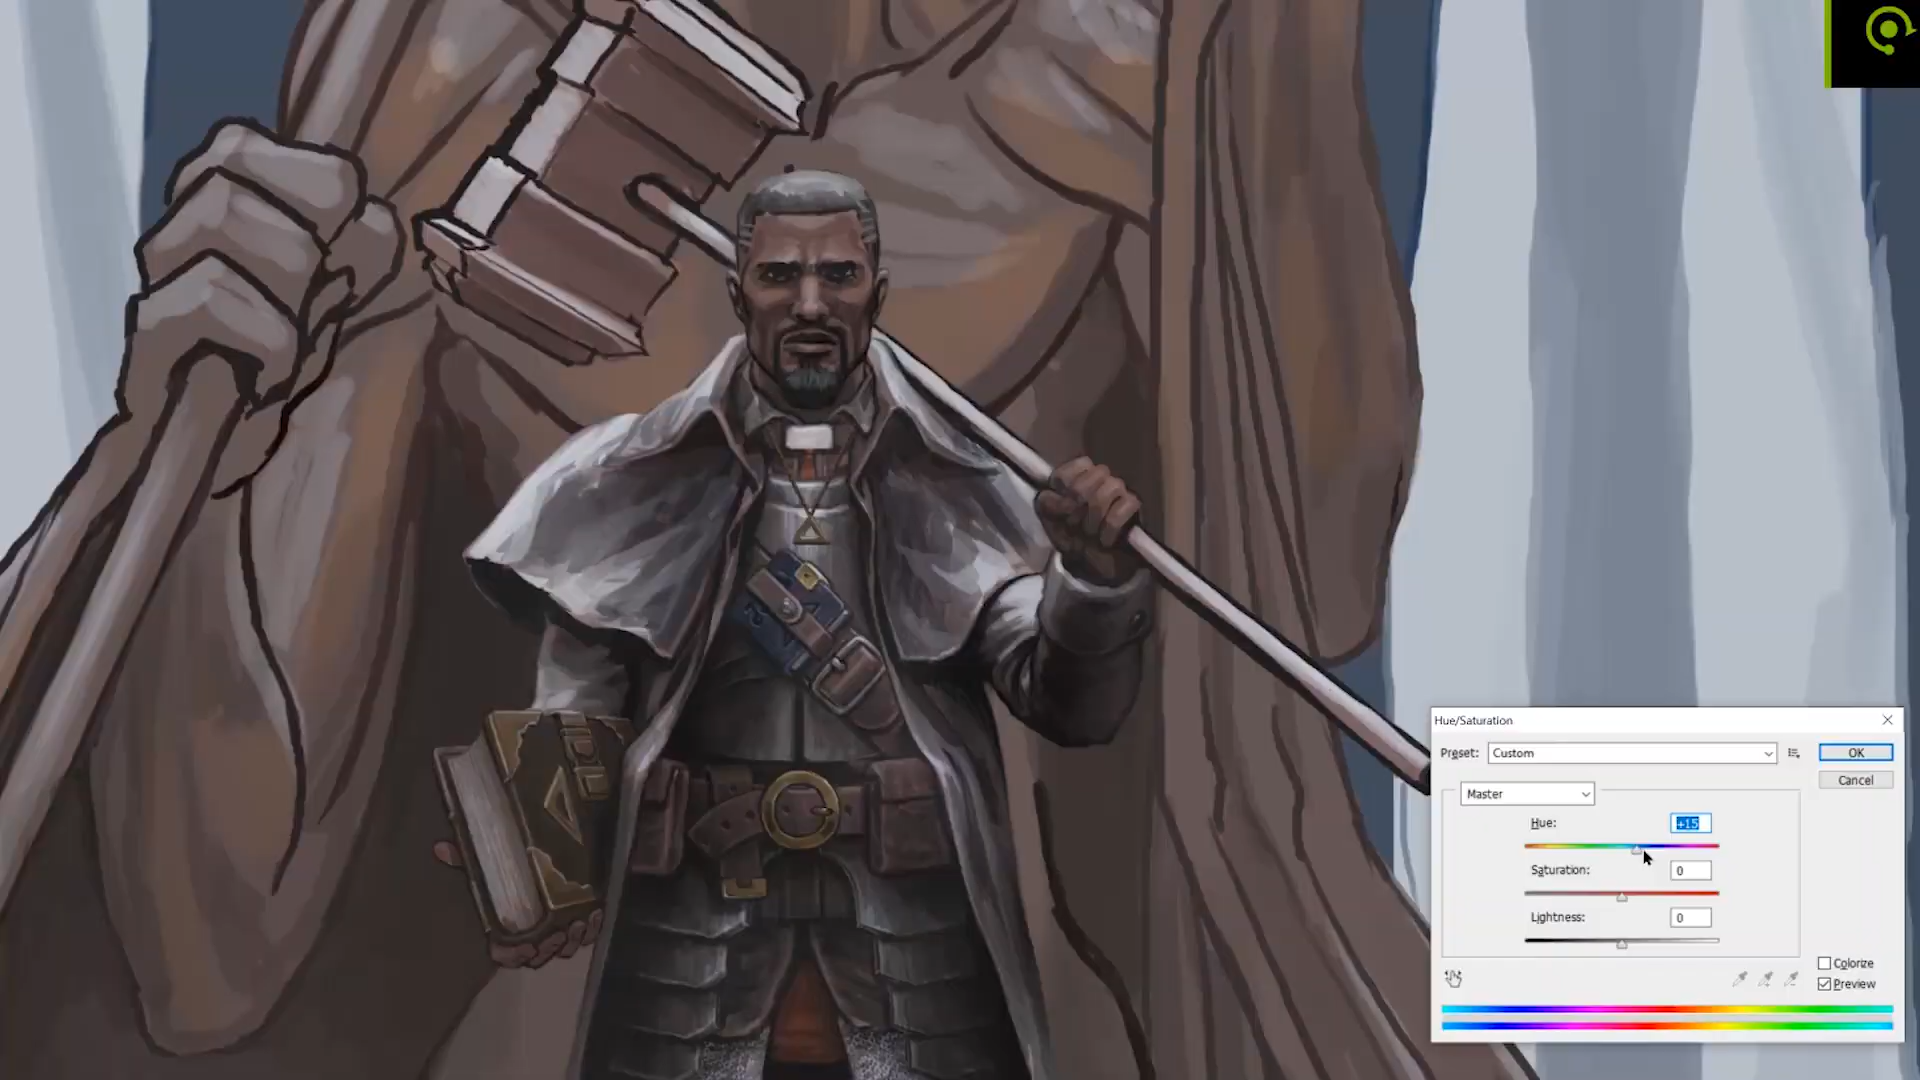 Hue/Saturation
Preset: Custom
OK
Cancel
Master
Hue: +15
Saturation: 0
Lightness: 0
Colorize
Preview